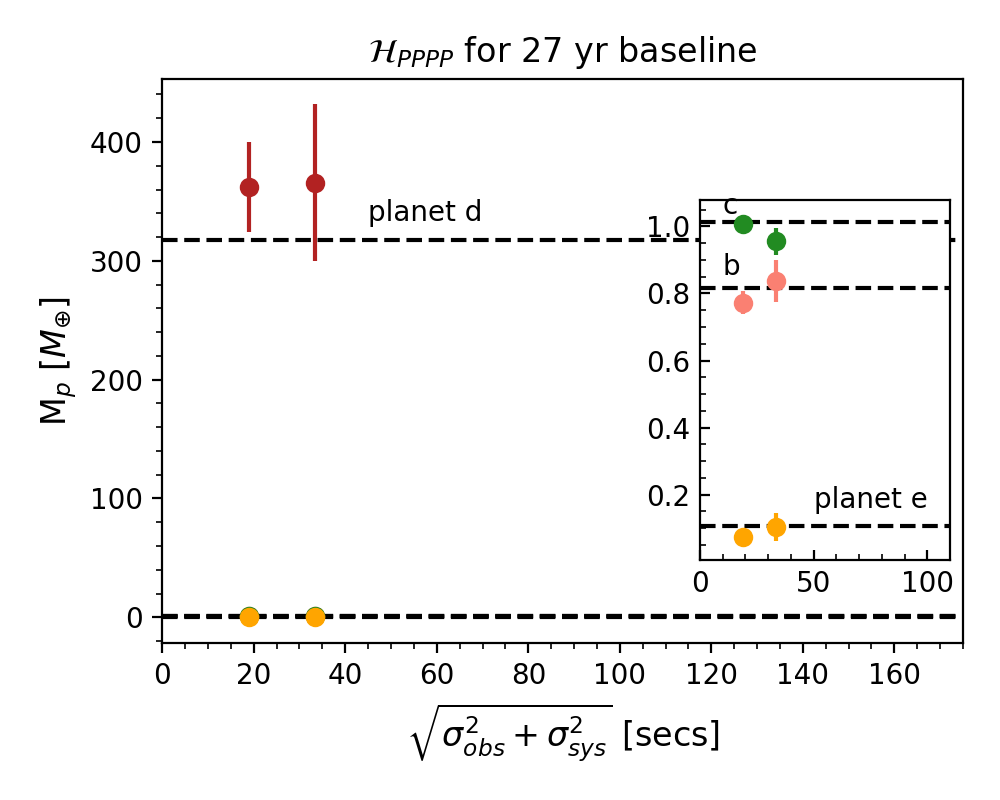 ℋ_PPPP for 27 yr baseline
M_p [M_⊕]
400
300
200
100
0
planet d
c
b
planet e
1.0
0.8
0.6
0.4
0.2
0 50 100
0 20 40 60 80 100 120 140 160
√(σ²_obs + σ²_sys) [secs]